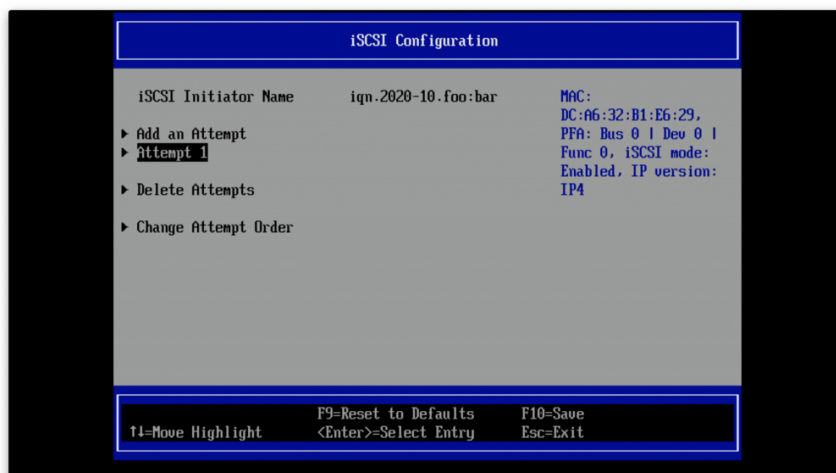 iSCSI Configuration
iSCSI Initiator Name iqn.2020-10.foo:bar
Add an Attempt
Attempt 1
Delete Attempts
Change Attempt Order
MAC:
DC:A6:32:B1:E6:29,
PFA: Bus 0 | Dev 0 |
Func 0, iSCSI mode:
Enabled, IP version:
IP4
F9=Reset to Defaults F10=Save
↑↓=Move Highlight <Enter>=Select Entry Esc=Exit